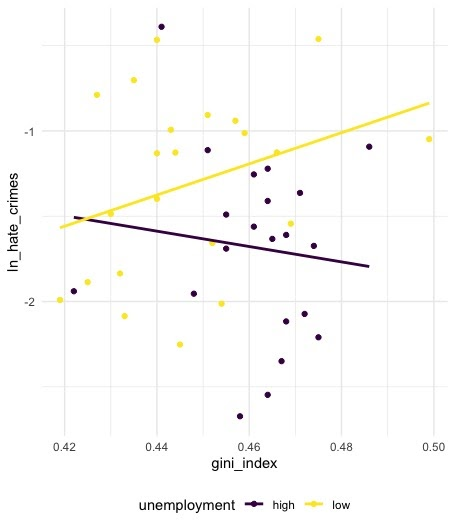 ln_hate_crimes
-1
-2
0.42 0.44 0.46 0.48 0.50
gini_index
unemployment high low